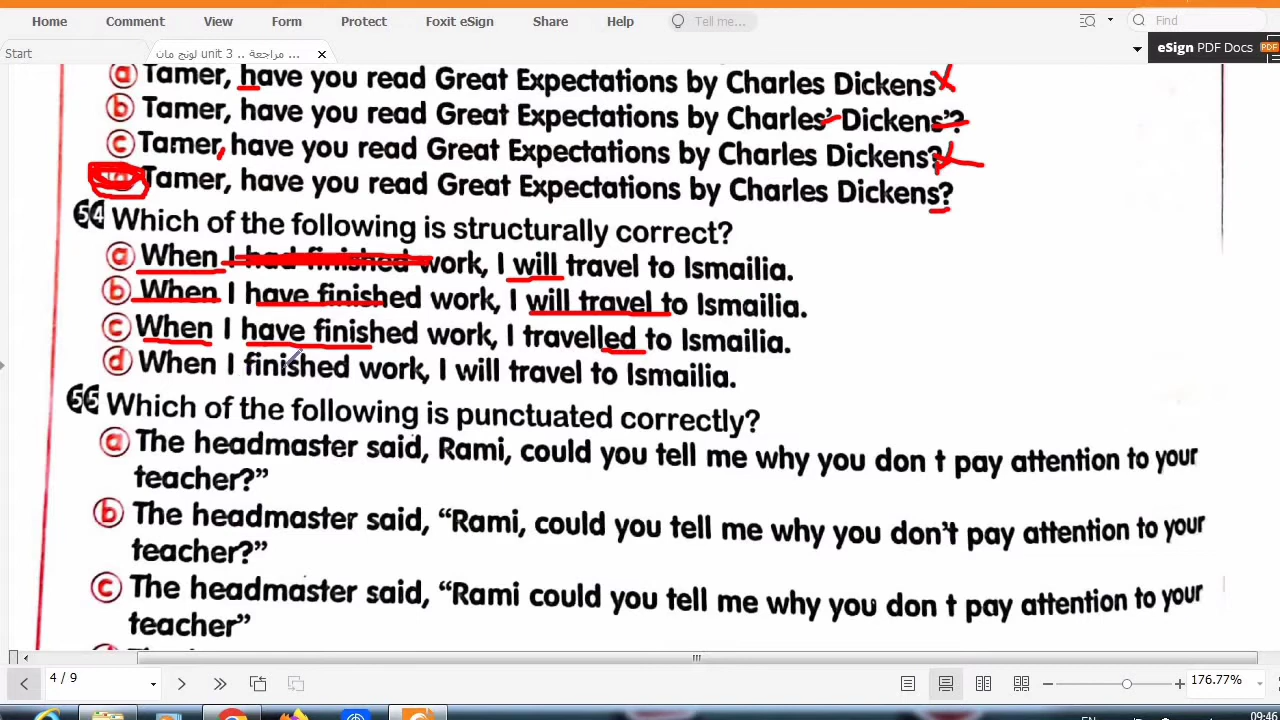 Home Comment View Form Protect Foxit eSign Share Help Tell me... Find
Start لونج مان unit 3 .. مراجعة ... eSign PDF Docs PDF
a Tamer, have you read Great Expectations by Charles Dickens
b Tamer, have you read Great Expectations by Charles' Dickens'?
c Tamer, have you read Great Expectations by Charles Dickens?
Tamer, have you read Great Expectations by Charles Dickens?
54 Which of the following is structurally correct?
a When I had finished work, I will travel to Ismailia.
b When I have finished work, I will travel to Ismailia.
c When I have finished work, I travelled to Ismailia.
d When I finished work, I will travel to Ismailia.
55 Which of the following is punctuated correctly?
a The headmaster said, Rami, could you tell me why you don t pay attention to your
teacher?”
b The headmaster said, “Rami, could you tell me why you don't pay attention to your
teacher?”
c The headmaster said, “Rami could you tell me why you don t pay attention to your
teacher”
4 / 9 176.77%
EN 09:46